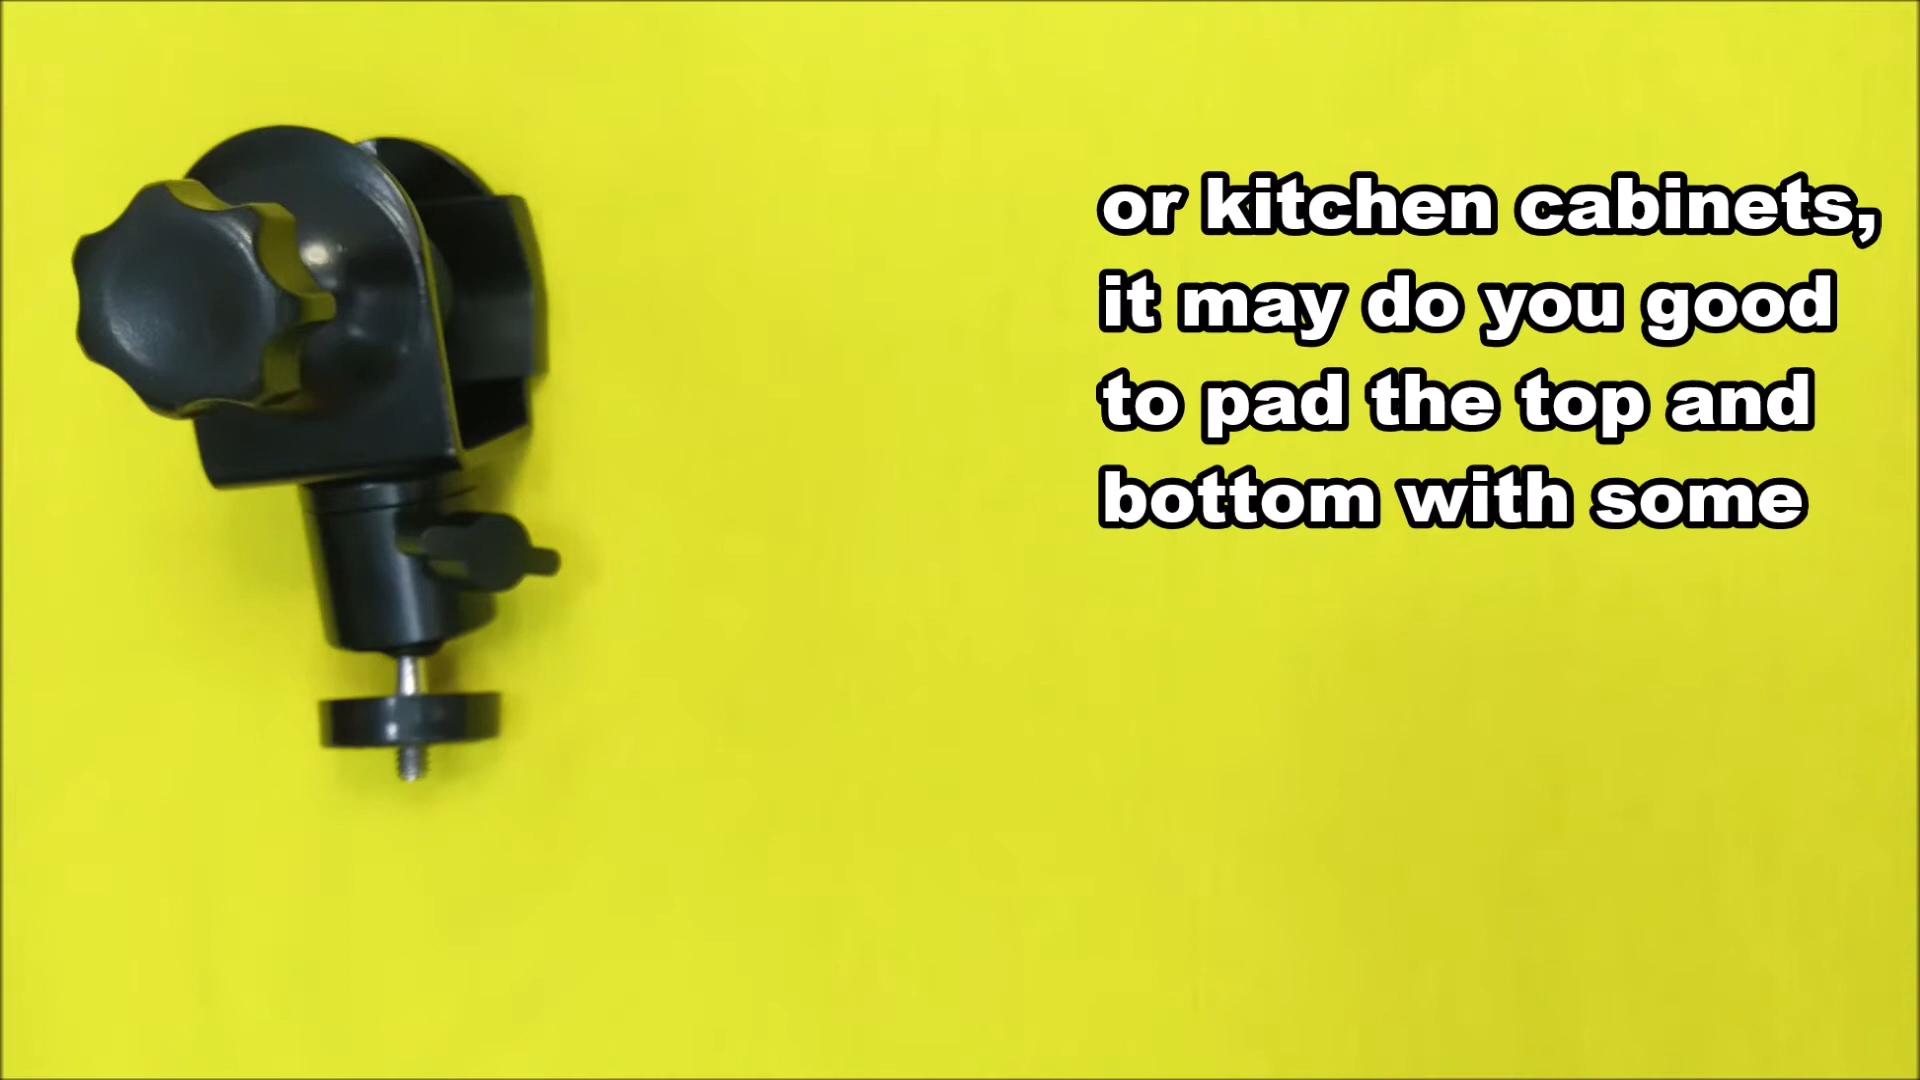 or kitchen cabinets,
it may do you good
to pad the top and
bottom with some